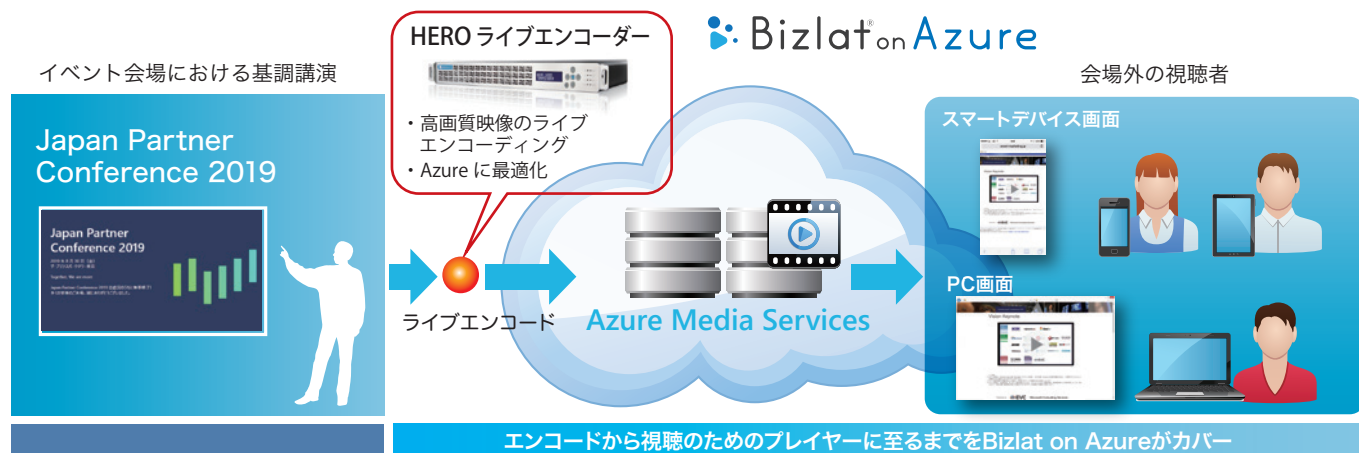 イベント会場における基調講演
Japan Partner
Conference 2019
Japan Partner
Conference 2019
HERO ライブエンコーダー
・高画質映像のライブ
エンコーディング
・Azure に最適化
ライブエンコード
Bizlat® on Azure
Azure Media Services
会場外の視聴者
スマートデバイス画面
PC画面
Vision Keynote
エンコードから視聴のためのプレイヤーに至るまでをBizlat on Azureがカバー